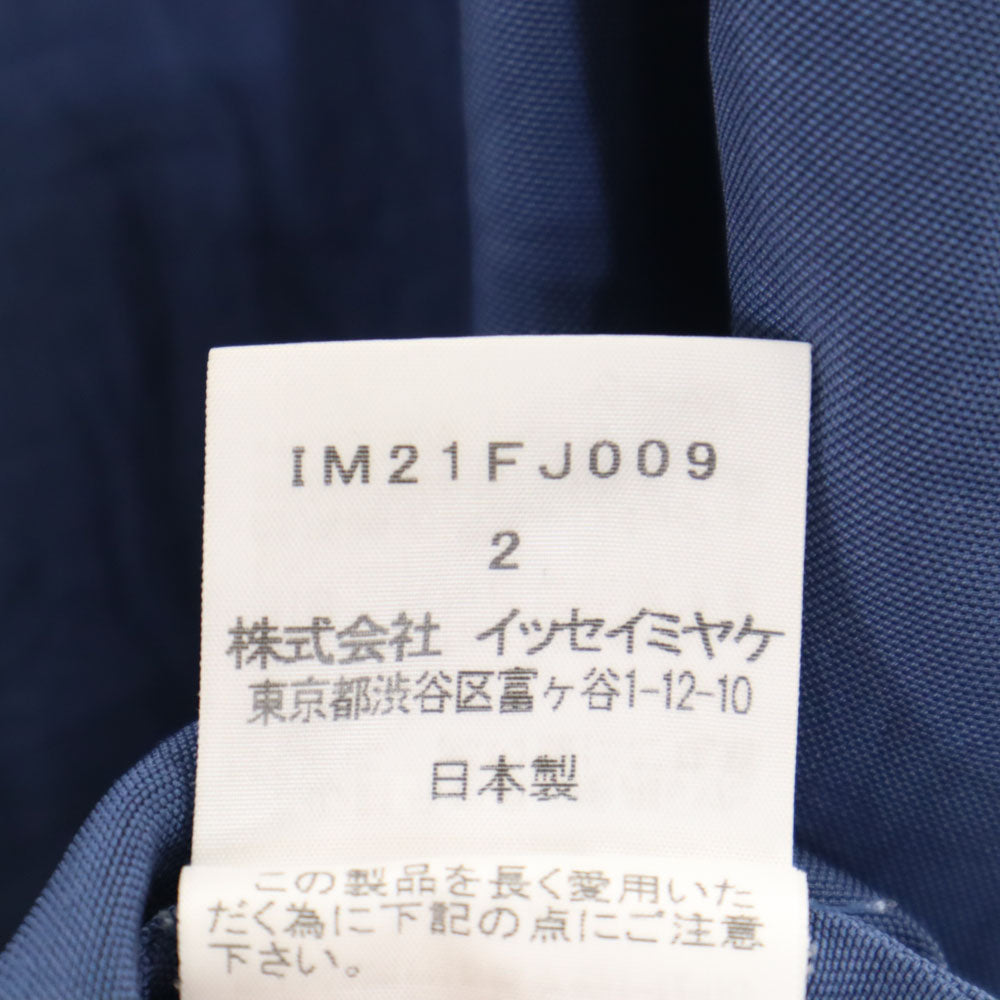 IM21FJ009
2
株式会社 イッセイミヤケ
東京都渋谷区富ヶ谷1-12-10
日本製
この製品を長く愛用いた
だく為に下記の点にご注意
下さい。